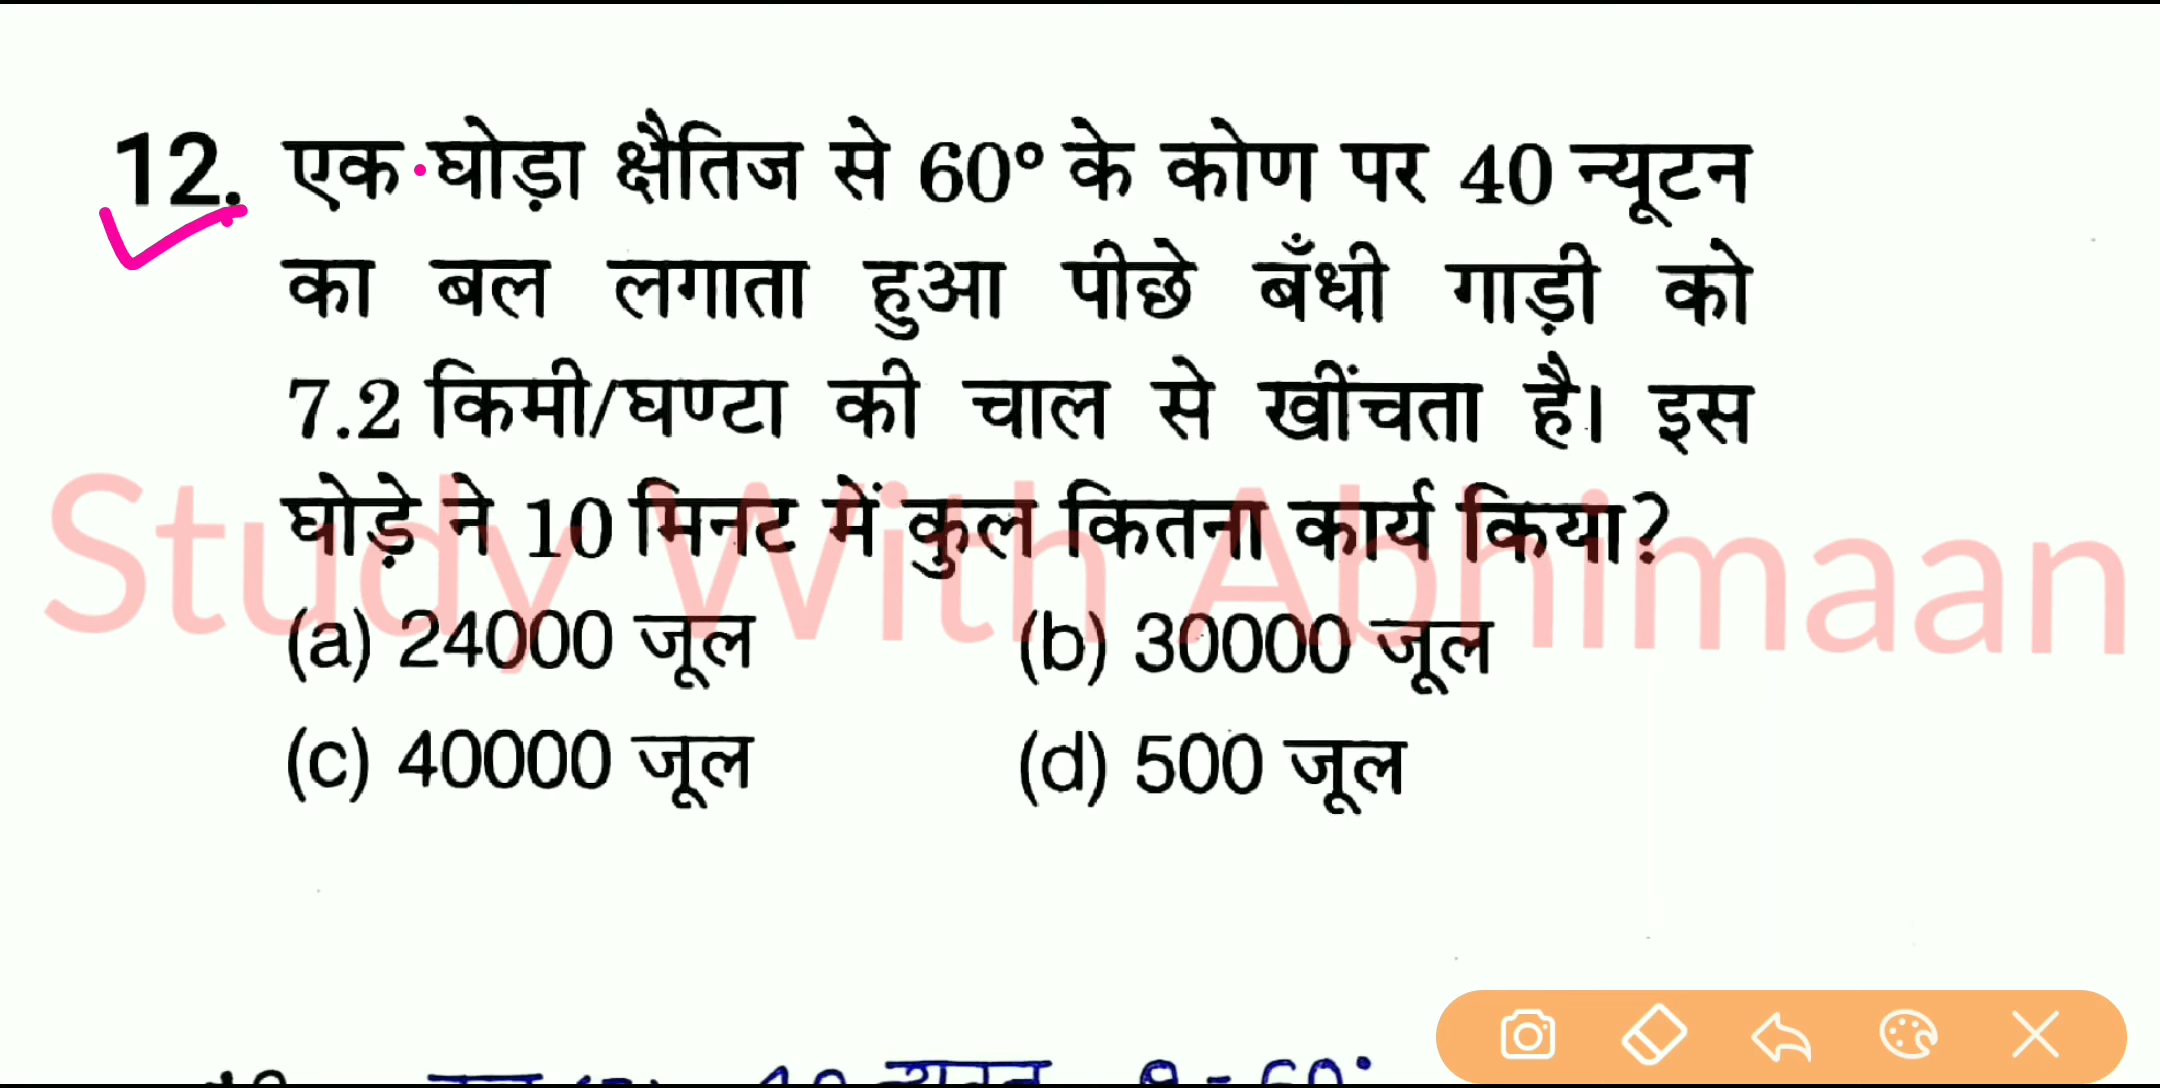 12. एक घोड़ा क्षैतिज से 60° के कोण पर 40 न्यूटन
का बल लगाता हुआ पीछे बँधी गाड़ी को
7.2 किमी/घण्टा की चाल से खींचता है। इस
घोड़े ने 10 मिनट में कुल कितना कार्य किया?
Study With Abhimaan
(a) 24000 जूल (b) 30000 जूल
(c) 40000 जूल (d) 500 जूल